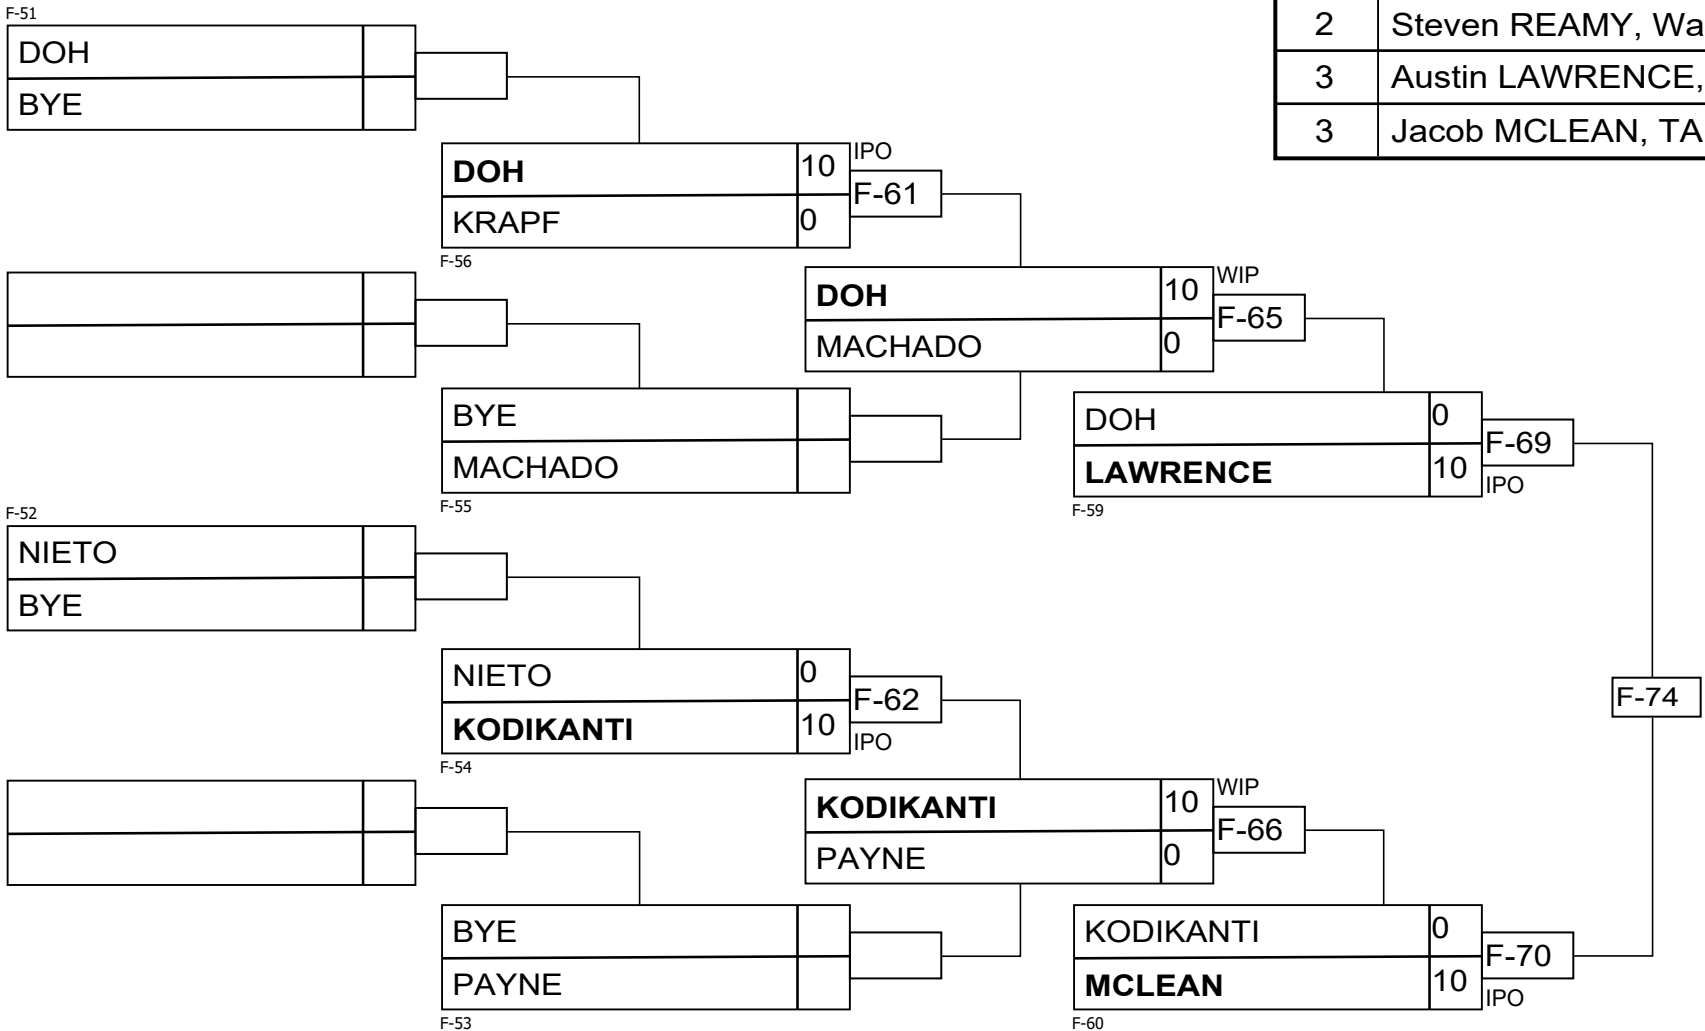 F-51
DOH
BYE
2 Steven REAMY, Wa
3 Austin LAWRENCE,
3 Jacob MCLEAN, TA
DOH 10 IPO
F-61
KRAPF 0
F-56
DOH 10 WIP
F-65
MACHADO 0
BYE
MACHADO
F-55
DOH 0
F-69
LAWRENCE 10 IPO
F-59
F-52
NIETO
BYE
NIETO 0
F-62
KODIKANTI 10 IPO
F-54
F-74
KODIKANTI 10 WIP
F-66
PAYNE 0
BYE
PAYNE
F-53
KODIKANTI 0
F-70
MCLEAN 10 IPO
F-60